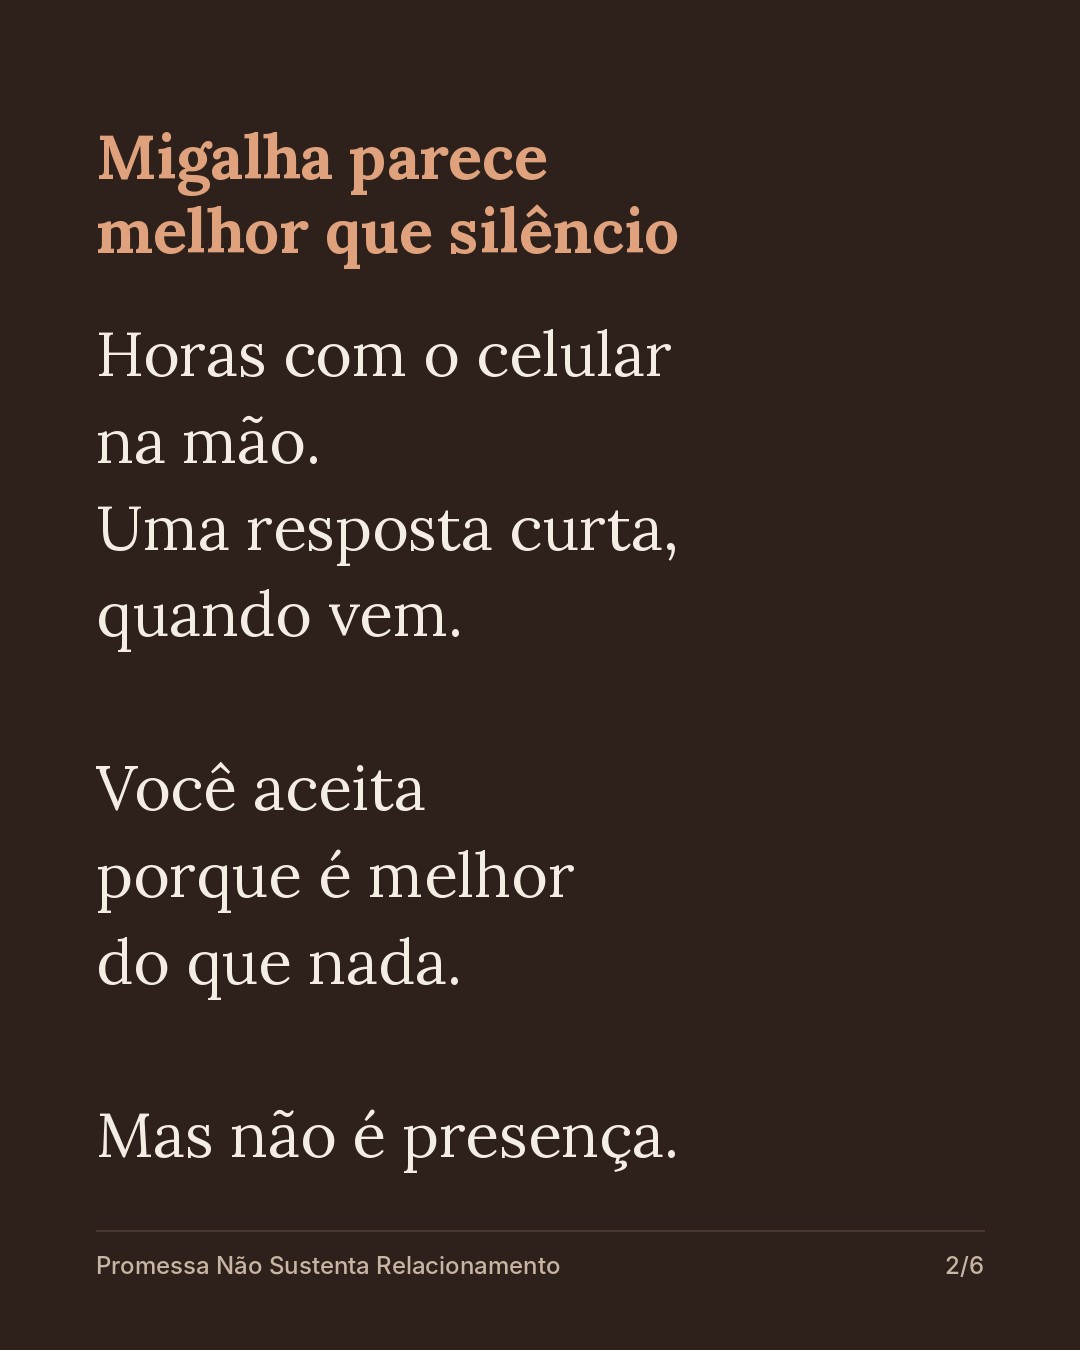 Migalha parece
melhor que silêncio
Horas com o celular
na mão.
Uma resposta curta,
quando vem.
Você aceita
porque é melhor
do que nada.
Mas não é presença.
Promessa Não Sustenta Relacionamento
2/6